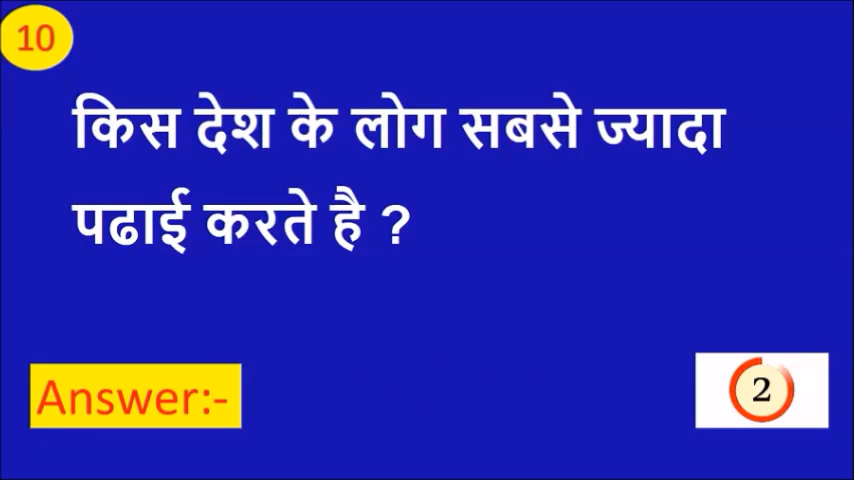 10
किस देश के लोग सबसे ज्यादा
पढाई करते है ?
Answer:-
2